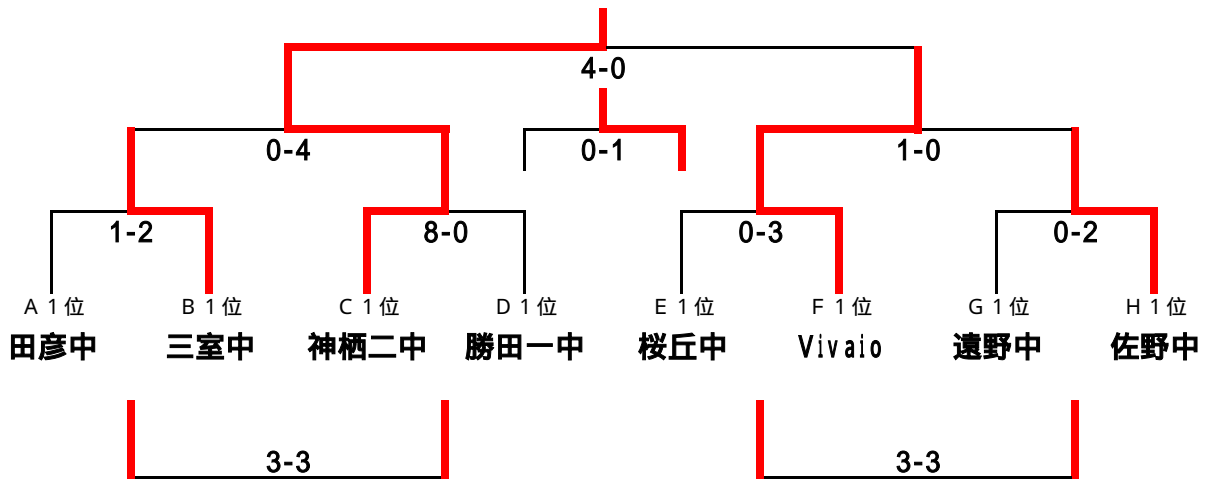 4-0
0-4 0-1 1-0
1-2 8-0 0-3 0-2
A 1位 B 1位 C 1位 D 1位 E 1位 F 1位 G 1位 H 1位
田彦中 三室中 神栖二中 勝田一中 桜丘中 Vivaio 遠野中 佐野中
3-3 3-3